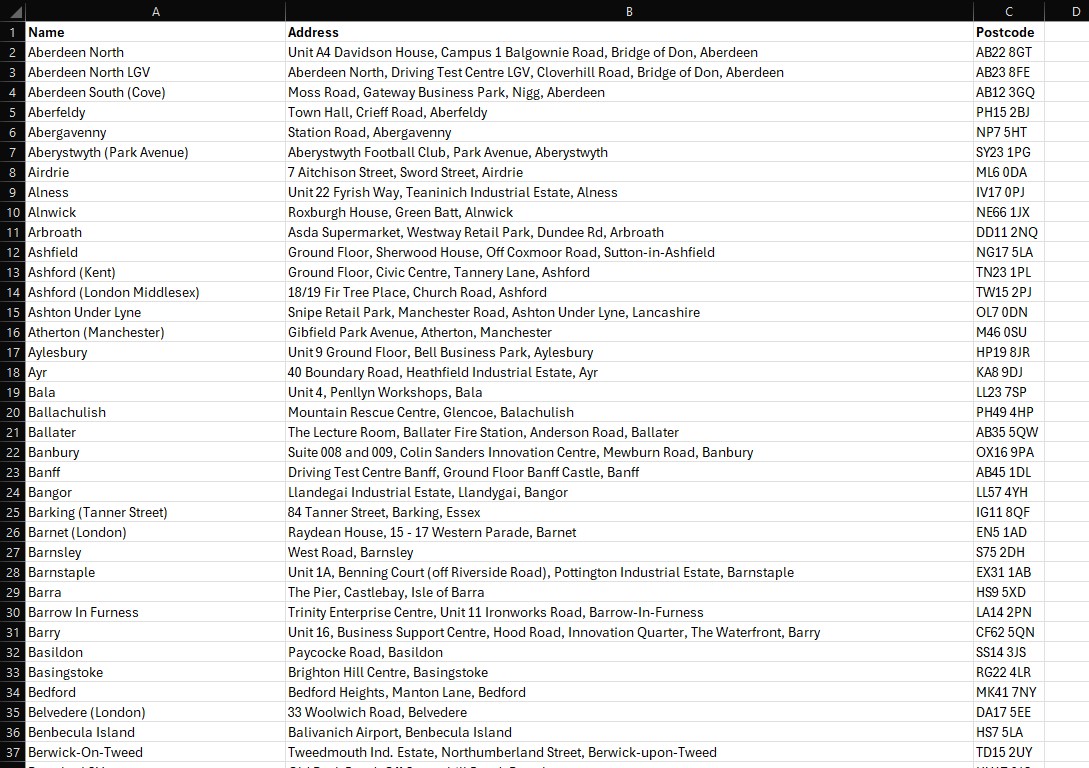 A B C D
1 Name Address Postcode
2 Aberdeen North Unit A4 Davidson House, Campus 1 Balgownie Road, Bridge of Don, Aberdeen AB22 8GT
3 Aberdeen North LGV Aberdeen North, Driving Test Centre LGV, Cloverhill Road, Bridge of Don, Aberdeen AB23 8FE
4 Aberdeen South (Cove) Moss Road, Gateway Business Park, Nigg, Aberdeen AB12 3GQ
5 Aberfeldy Town Hall, Crieff Road, Aberfeldy PH15 2BJ
6 Abergavenny Station Road, Abergavenny NP7 5HT
7 Aberystwyth (Park Avenue) Aberystwyth Football Club, Park Avenue, Aberystwyth SY23 1PG
8 Airdrie 7 Aitchison Street, Sword Street, Airdrie ML6 0DA
9 Alness Unit 22 Fyrish Way, Teaninich Industrial Estate, Alness IV17 0PJ
10 Alnwick Roxburgh House, Green Batt, Alnwick NE66 1JX
11 Arbroath Asda Supermarket, Westway Retail Park, Dundee Rd, Arbroath DD11 2NQ
12 Ashfield Ground Floor, Sherwood House, Off Coxmoor Road, Sutton-in-Ashfield NG17 5LA
13 Ashford (Kent) Ground Floor, Civic Centre, Tannery Lane, Ashford TN23 1PL
14 Ashford (London Middlesex) 18/19 Fir Tree Place, Church Road, Ashford TW15 2PJ
15 Ashton Under Lyne Snipe Retail Park, Manchester Road, Ashton Under Lyne, Lancashire OL7 0DN
16 Atherton (Manchester) Gibfield Park Avenue, Atherton, Manchester M46 0SU
17 Aylesbury Unit 9 Ground Floor, Bell Business Park, Aylesbury HP19 8JR
18 Ayr 40 Boundary Road, Heathfield Industrial Estate, Ayr KA8 9DJ
19 Bala Unit 4, Penllyn Workshops, Bala LL23 7SP
20 Ballachulish Mountain Rescue Centre, Glencoe, Balachulish PH49 4HP
21 Ballater The Lecture Room, Ballater Fire Station, Anderson Road, Ballater AB35 5QW
22 Banbury Suite 008 and 009, Colin Sanders Innovation Centre, Mewburn Road, Banbury OX16 9PA
23 Banff Driving Test Centre Banff, Ground Floor Banff Castle, Banff AB45 1DL
24 Bangor Llandegai Industrial Estate, Llandygai, Bangor LL57 4YH
25 Barking (Tanner Street) 84 Tanner Street, Barking, Essex IG11 8QF
26 Barnet (London) Raydean House, 15 - 17 Western Parade, Barnet EN5 1AD
27 Barnsley West Road, Barnsley S75 2DH
28 Barnstaple Unit 1A, Benning Court (off Riverside Road), Pottington Industrial Estate, Barnstaple EX31 1AB
29 Barra The Pier, Castlebay, Isle of Barra HS9 5XD
30 Barrow In Furness Trinity Enterprise Centre, Unit 11 Ironworks Road, Barrow-In-Furness LA14 2PN
31 Barry Unit 16, Business Support Centre, Hood Road, Innovation Quarter, The Waterfront, Barry CF62 5QN
32 Basildon Paycocke Road, Basildon SS14 3JS
33 Basingstoke Brighton Hill Centre, Basingstoke RG22 4LR
34 Bedford Bedford Heights, Manton Lane, Bedford MK41 7NY
35 Belvedere (London) 33 Woolwich Road, Belvedere DA17 5EE
36 Benbecula Island Balivanich Airport, Benbecula Island HS7 5LA
37 Berwick-On-Tweed Tweedmouth Ind. Estate, Northumberland Street, Berwick-upon-Tweed TD15 2UY